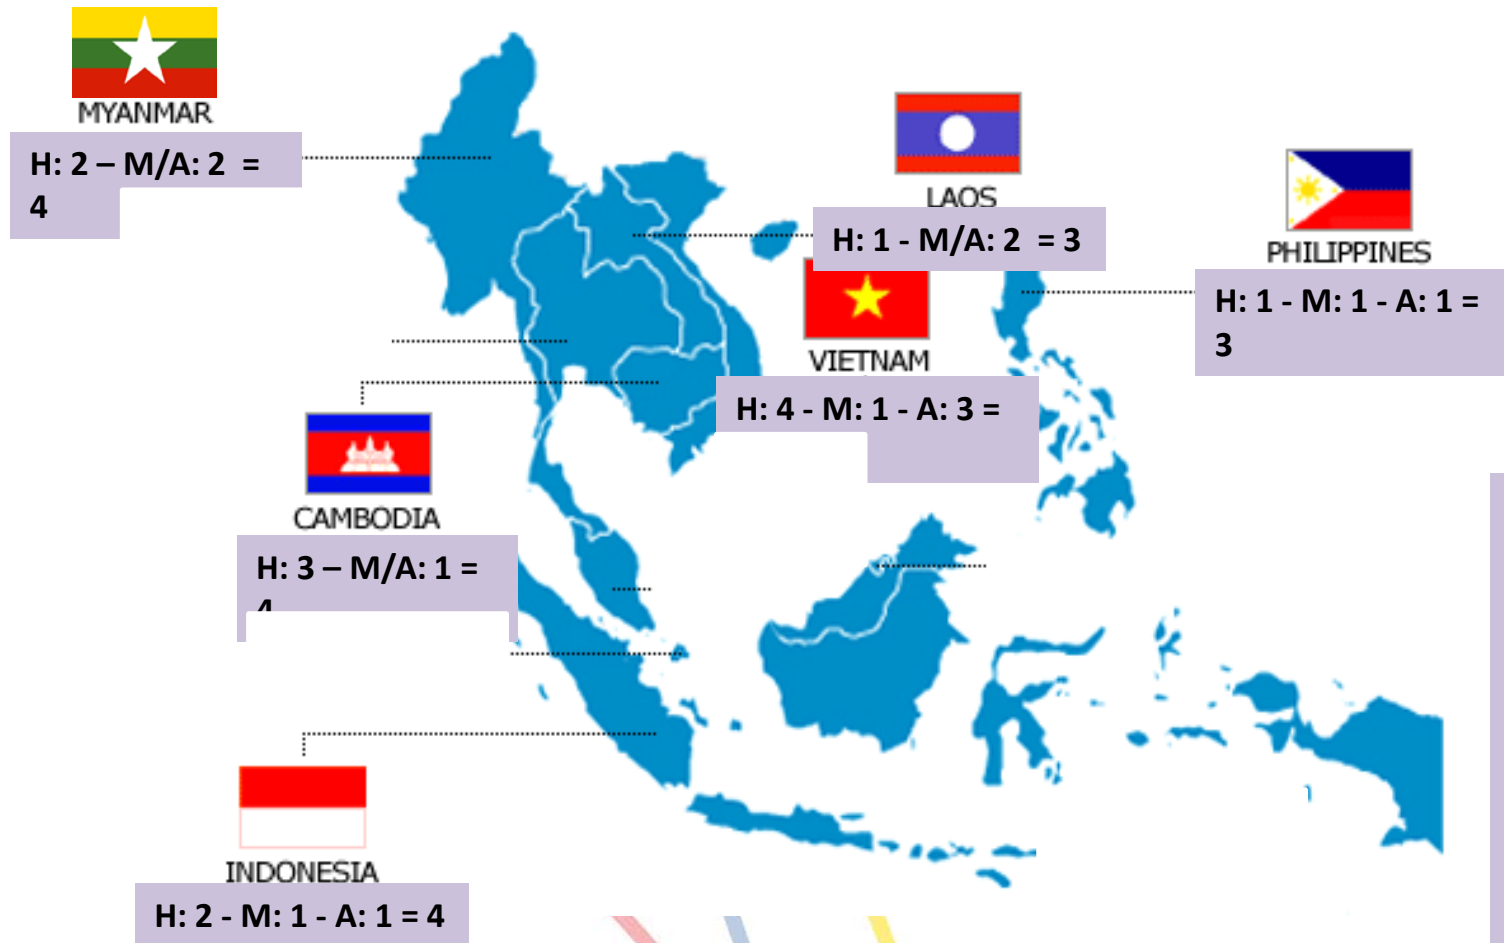 MYANMAR
H: 2 – M/A: 2 =
4
LAOS
H: 1 - M/A: 2 = 3
PHILIPPINES
H: 1 - M: 1 - A: 1 =
3
VIETNAM
H: 4 - M: 1 - A: 3 =
CAMBODIA
H: 3 – M/A: 1 =
4
INDONESIA
H: 2 - M: 1 - A: 1 = 4